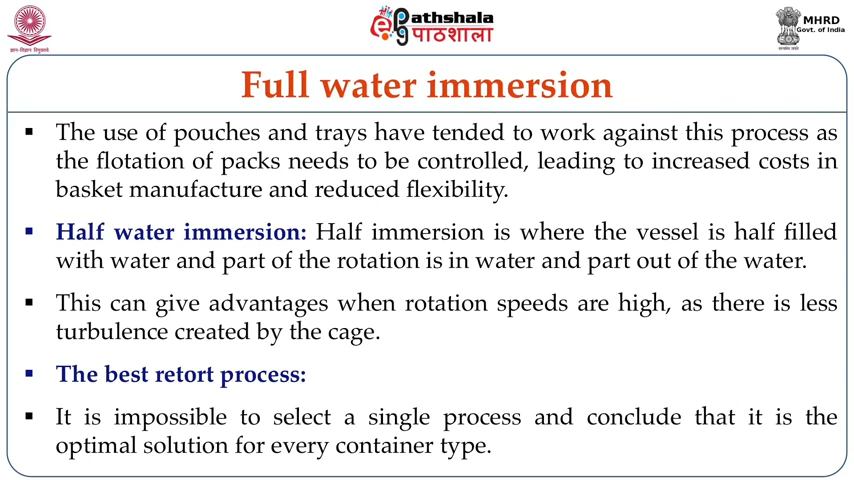 ज्ञान-विज्ञान विमुक्तये
ePathshala
पाठशाला
MHRD
Govt. of India
सत्यमेव जयते
Full water immersion
▪ The use of pouches and trays have tended to work against this process as
the flotation of packs needs to be controlled, leading to increased costs in
basket manufacture and reduced flexibility.
▪ Half water immersion: Half immersion is where the vessel is half filled
with water and part of the rotation is in water and part out of the water.
▪ This can give advantages when rotation speeds are high, as there is less
turbulence created by the cage.
▪ The best retort process:
▪ It is impossible to select a single process and conclude that it is the
optimal solution for every container type.